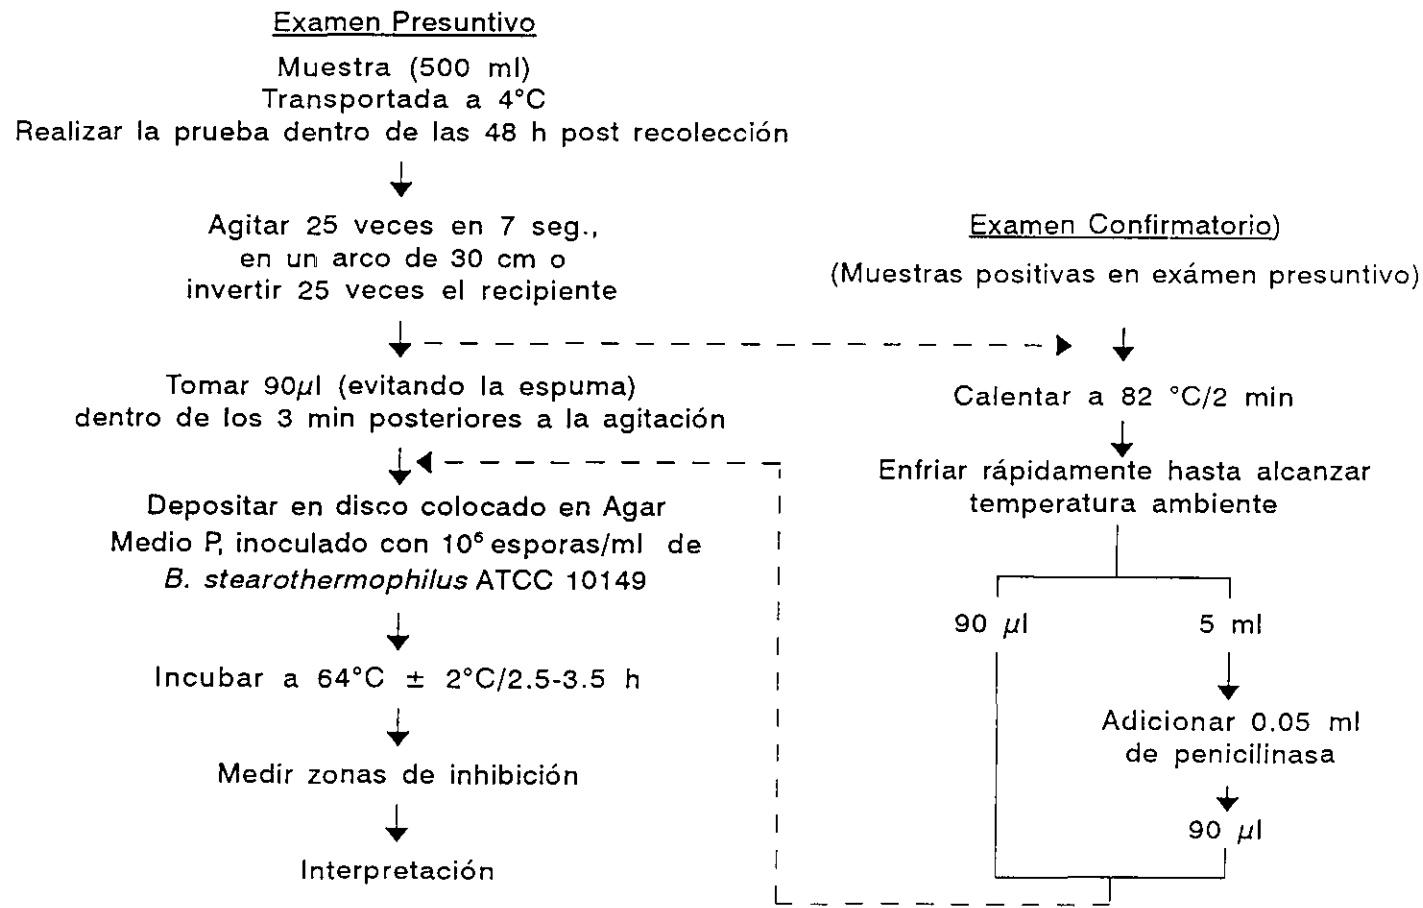 Examen Presuntivo
Muestra (500 ml)
Transportada a 4°C
Realizar la prueba dentro de las 48 h post recolección
Agitar 25 veces en 7 seg.,
en un arco de 30 cm o
invertir 25 veces el recipiente
Tomar 90µl (evitando la espuma)
dentro de los 3 min posteriores a la agitación
Depositar en disco colocado en Agar
Medio P, inoculado con 10⁶ esporas/ml de
B. stearothermophilus ATCC 10149
Incubar a 64°C ± 2°C/2.5-3.5 h
Medir zonas de inhibición
Interpretación
Examen Confirmatorio)
(Muestras positivas en exámen presuntivo)
Calentar a 82 °C/2 min
Enfriar rápidamente hasta alcanzar
temperatura ambiente
90 µl
5 ml
Adicionar 0.05 ml
de penicilinasa
90 µl